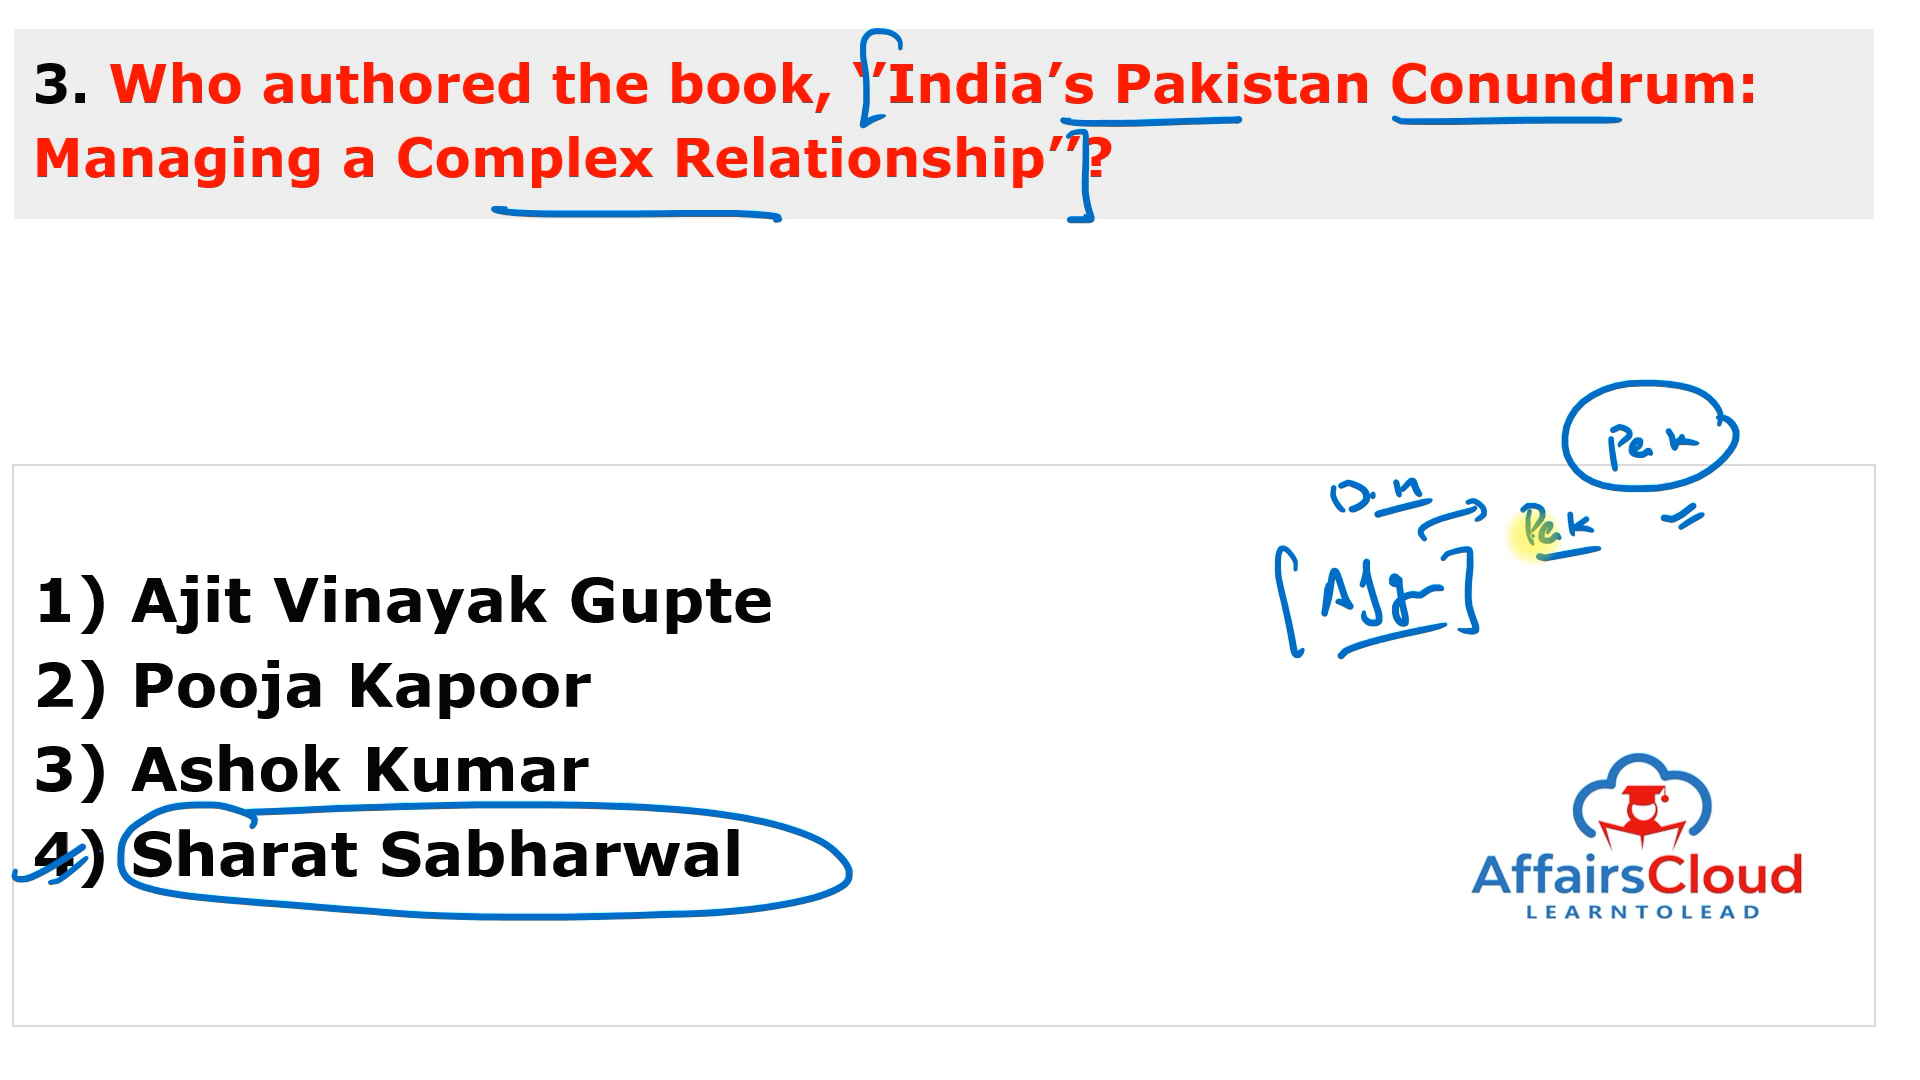 3. Who authored the book, “India’s Pakistan Conundrum:
Managing a Complex Relationship”?
Pak
D.N
Pak
Afg
1) Ajit Vinayak Gupte
2) Pooja Kapoor
3) Ashok Kumar
4) Sharat Sabharwal
AffairsCloud
LEARNTOLEAD